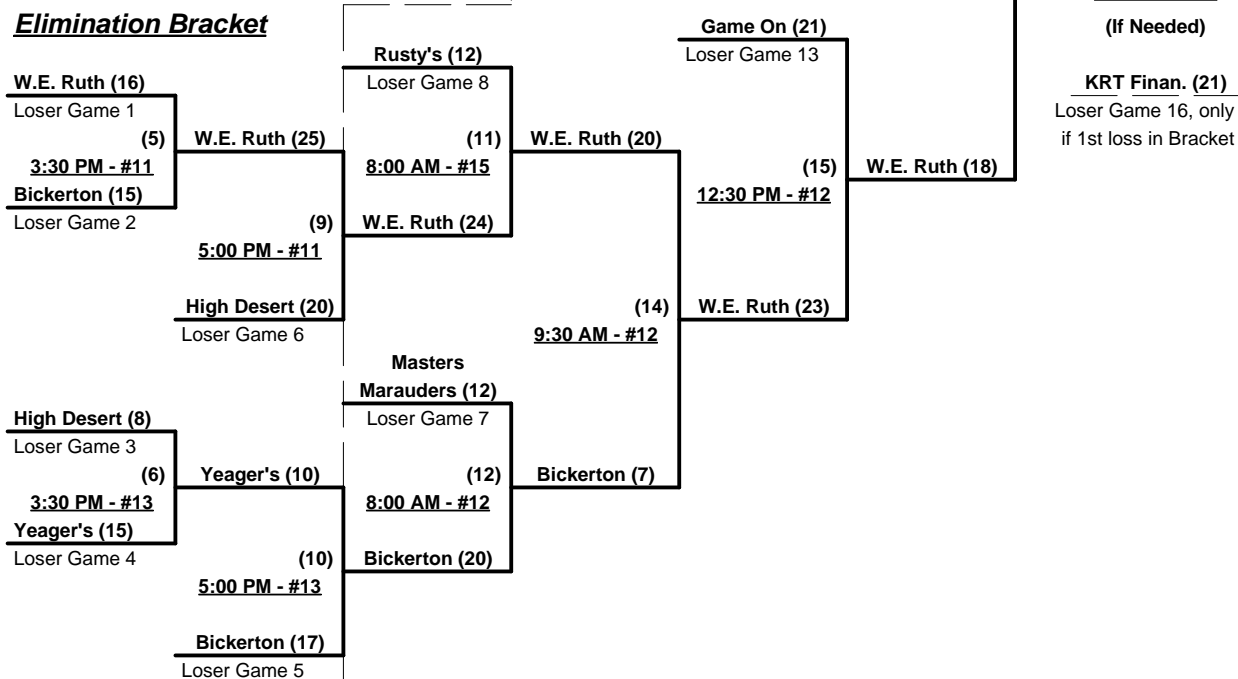 Elimination Bracket
W.E. Ruth (16)
Loser Game 1
(5)
3:30 PM - #11
Bickerton (15)
Loser Game 2
High Desert (8)
Loser Game 3
(6)
3:30 PM - #13
Yeager's (15)
Loser Game 4
W.E. Ruth (25)
(9)
5:00 PM - #11
High Desert (20)
Loser Game 6
Yeager's (10)
(10)
5:00 PM - #13
Bickerton (17)
Loser Game 5
Rusty's (12)
Loser Game 8
(11)
8:00 AM - #15
W.E. Ruth (24)
Masters
Marauders (12)
Loser Game 7
(12)
8:00 AM - #12
Bickerton (20)
W.E. Ruth (20)
(14)
9:30 AM - #12
Bickerton (7)
Game On (21)
Loser Game 13
(15)
12:30 PM - #12
W.E. Ruth (23)
W.E. Ruth (18)
(If Needed)
KRT Finan. (21)
Loser Game 16, only
if 1st loss in Bracket